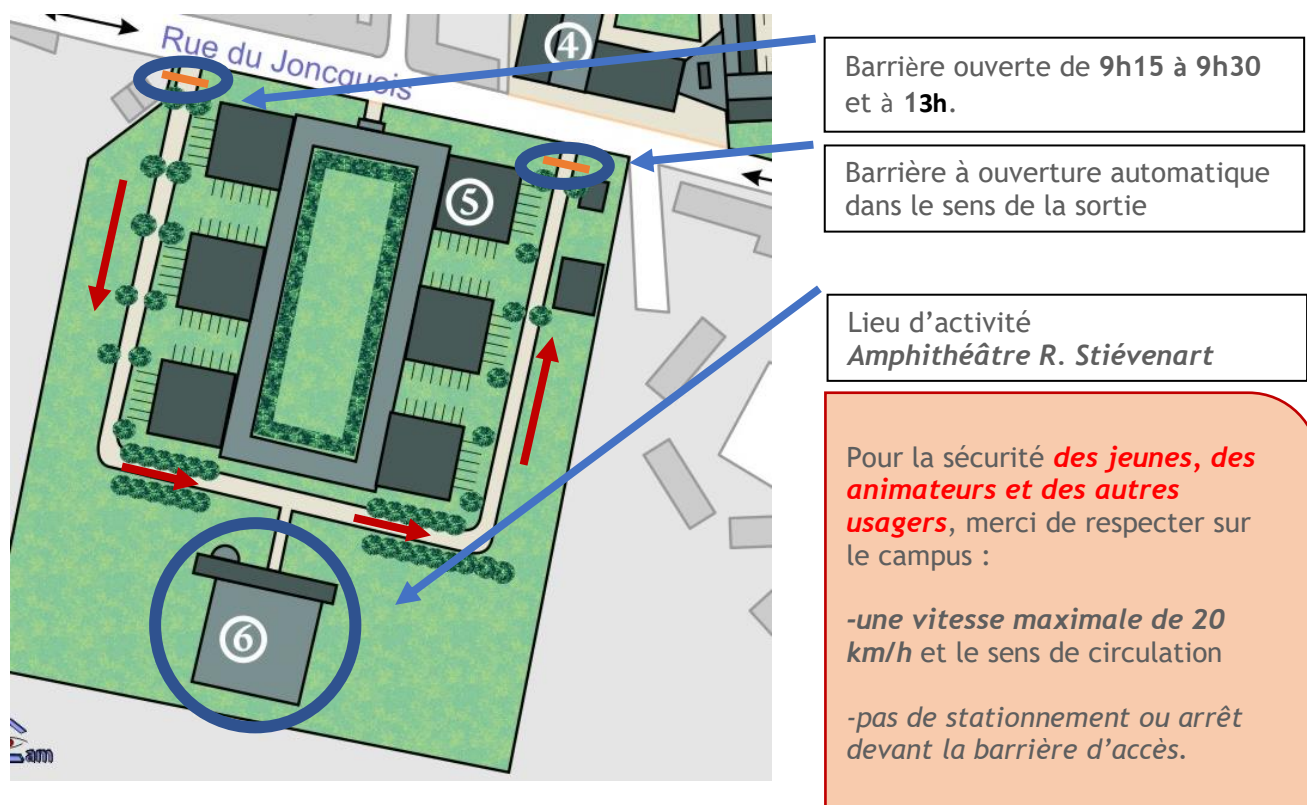 Rue du Joncquois
4
5
6
am
Barrière ouverte de 9h15 à 9h30
et à 13h.
Barrière à ouverture automatique
dans le sens de la sortie
Lieu d’activité
Amphithéâtre R. Stiévenart
Pour la sécurité des jeunes, des
animateurs et des autres
usagers, merci de respecter sur
le campus :
-une vitesse maximale de 20
km/h et le sens de circulation
-pas de stationnement ou arrêt
devant la barrière d’accès.